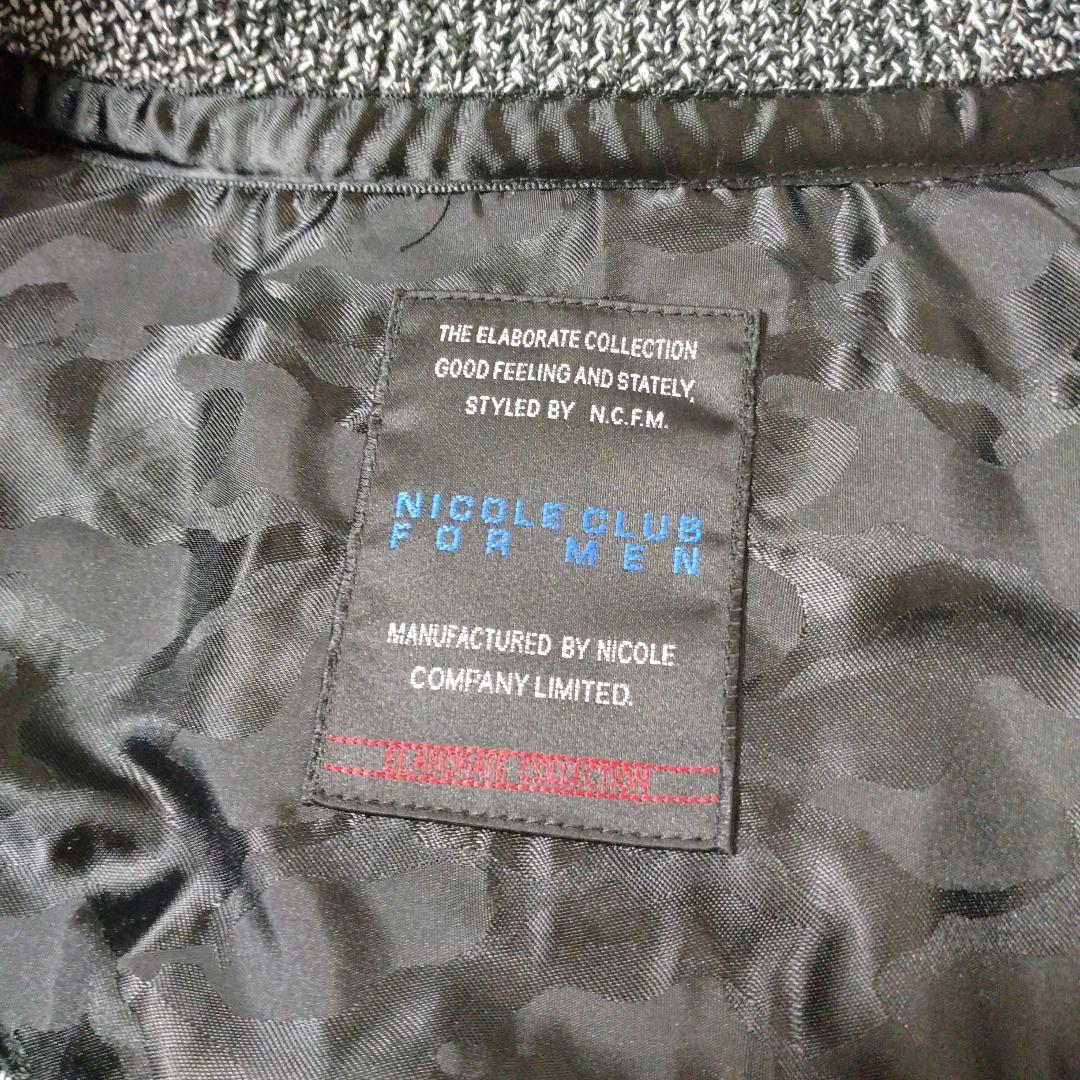 THE ELABORATE COLLECTION
GOOD FEELING AND STATELY,
STYLED BY N.C.F.M.
NICOLE CLUB
FOR MEN
MANUFACTURED BY NICOLE
COMPANY LIMITED.
ELABORATE COLLECTION